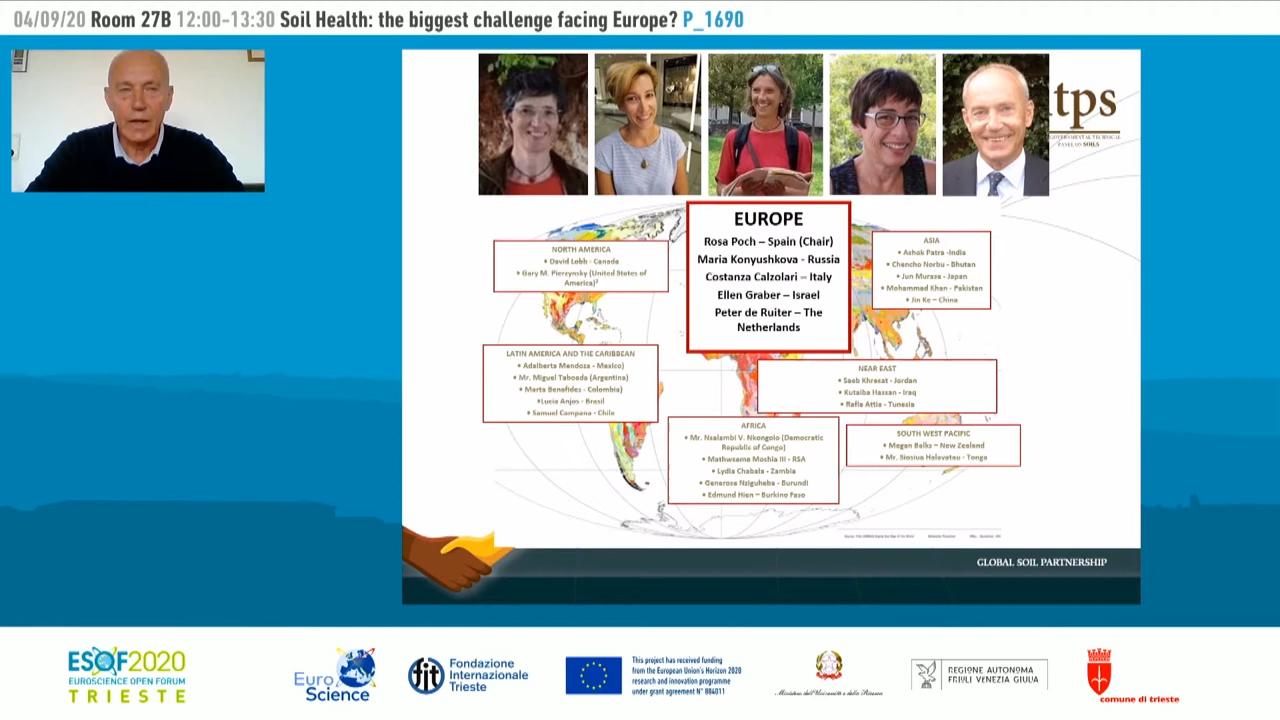 04/09/20 Room 27B 12:00-13:30 Soil Health: the biggest challenge facing Europe? P_1690
itps
GOVERNMENTAL TECHNICAL
PANEL ON SOILS
EUROPE
Rosa Poch – Spain (Chair)
Maria Konyushkova - Russia
Costanza Calzolari – Italy
Ellen Graber – Israel
Peter de Ruiter – The
Netherlands
NORTH AMERICA
• David Lobb - Canada
• Gary M. Pierzynsky (United States of
America)²
ASIA
• Ashok Patra -India
• Chencho Norbu - Bhutan
• Jun Murase - Japan
• Mohammad Khan - Pakistan
• Jin Ke – China
LATIN AMERICA AND THE CARIBBEAN
• Adalberto Mendoza - Mexico)
• Mr. Miguel Taboada (Argentina)
• Marta Benafides - Colombia)
•Lucia Anjos - Brasil
• Samuel Campana - Chile
NEAR EAST
• Saeb Khresat - Jordan
• Kutaiba Hassan - Iraq
• Rafla Attia - Tunesia
AFRICA
• Mr. Nsalambi V. Nkongolo (Democratic
Republic of Congo)
• Mathwsama Moshia III - RSA
• Lydia Chabala - Zambia
• Generose Nziguheba - Burundi
• Edmund Hien – Burkino Faso
SOUTH WEST PACIFIC
• Megan Balks – New Zealand
• Mr. Siosiua Halavatau - Tonga
GLOBAL SOIL PARTNERSHIP
ESOF2020
EUROSCIENCE OPEN FORUM
TRIESTE
Euro
Science
fit
Fondazione
Internazionale
Trieste
This project has received funding
from the European Union's Horizon 2020
research and innovation programme
under grant agreement N° 884011
Ministero dell'Università e della Ricerca
REGIONE AUTONOMA
FRIULI VENEZIA GIULIA
comune di trieste